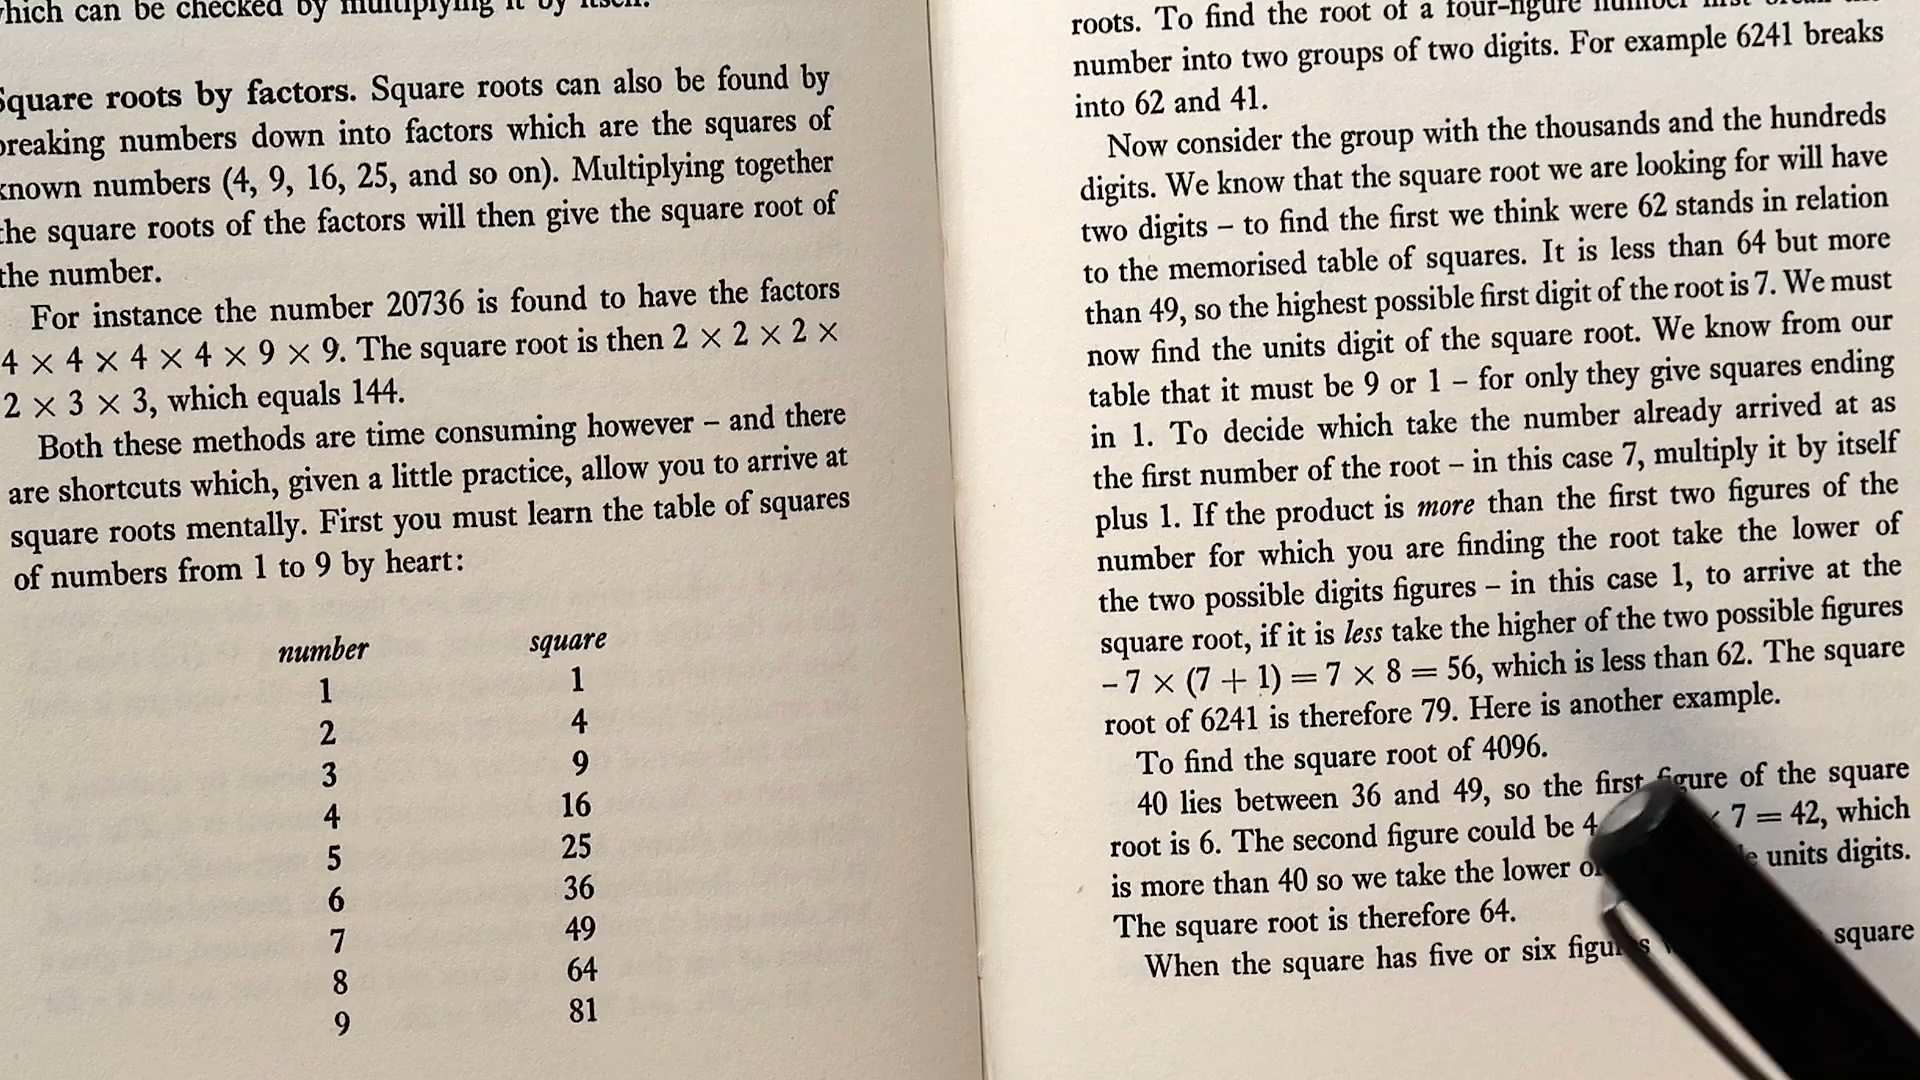 which can be checked by multiplying it by itself.
Square roots by factors. Square roots can also be found by
breaking numbers down into factors which are the squares of
known numbers (4, 9, 16, 25, and so on). Multiplying together
the square roots of the factors will then give the square root of
the number.
For instance the number 20736 is found to have the factors
4 × 4 × 4 × 4 × 9 × 9. The square root is then 2 × 2 × 2 ×
2 × 3 × 3, which equals 144.
Both these methods are time consuming however – and there
are shortcuts which, given a little practice, allow you to arrive at
square roots mentally. First you must learn the table of squares
of numbers from 1 to 9 by heart:
number square
1 1
2 4
3 9
4 16
5 25
6 36
7 49
8 64
9 81
roots. To find the root of a four-figure number first break the
number into two groups of two digits. For example 6241 breaks
into 62 and 41.
Now consider the group with the thousands and the hundreds
digits. We know that the square root we are looking for will have
two digits – to find the first we think were 62 stands in relation
to the memorised table of squares. It is less than 64 but more
than 49, so the highest possible first digit of the root is 7. We must
now find the units digit of the square root. We know from our
table that it must be 9 or 1 – for only they give squares ending
in 1. To decide which take the number already arrived at as
the first number of the root – in this case 7, multiply it by itself
plus 1. If the product is more than the first two figures of the
number for which you are finding the root take the lower of
the two possible digits figures – in this case 1, to arrive at the
square root, if it is less take the higher of the two possible figures
– 7 × (7 + 1) = 7 × 8 = 56, which is less than 62. The square
root of 6241 is therefore 79. Here is another example.
To find the square root of 4096.
40 lies between 36 and 49, so the first figure of the square
root is 6. The second figure could be 4 × 7 = 42, which
is more than 40 so we take the lower units digits.
The square root is therefore 64.
When the square has five or six figures square